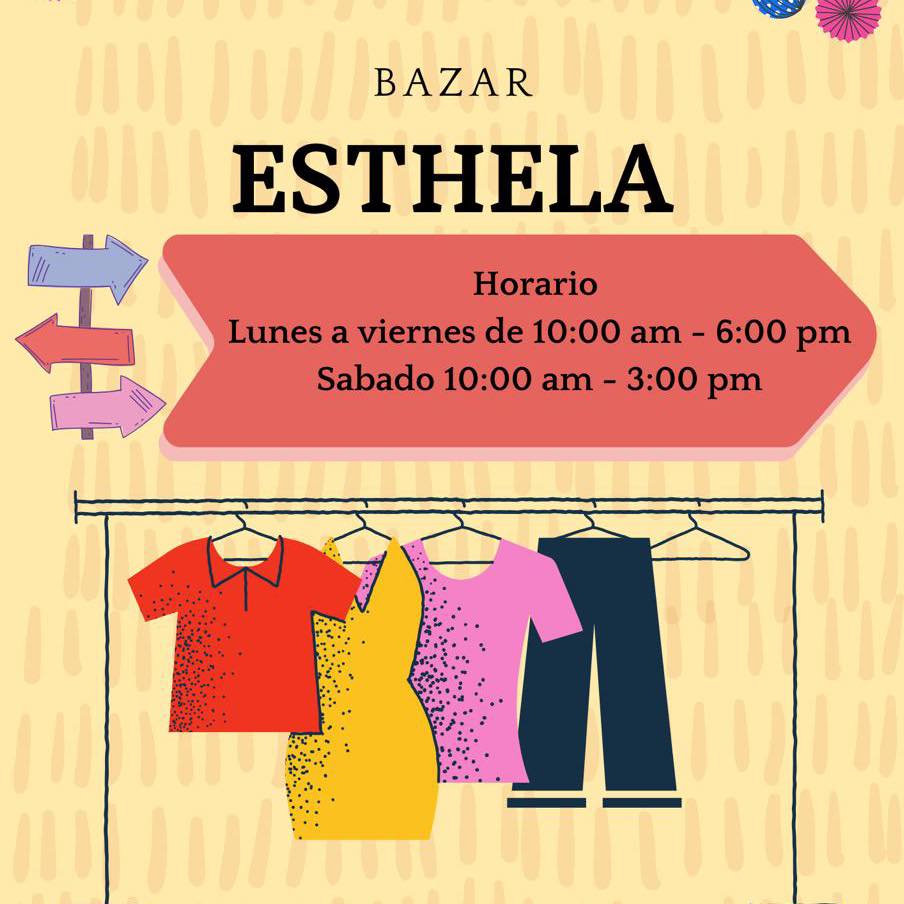 BAZAR
ESTHELA
Horario
Lunes a viernes de 10:00 am - 6:00 pm
Sabado 10:00 am - 3:00 pm